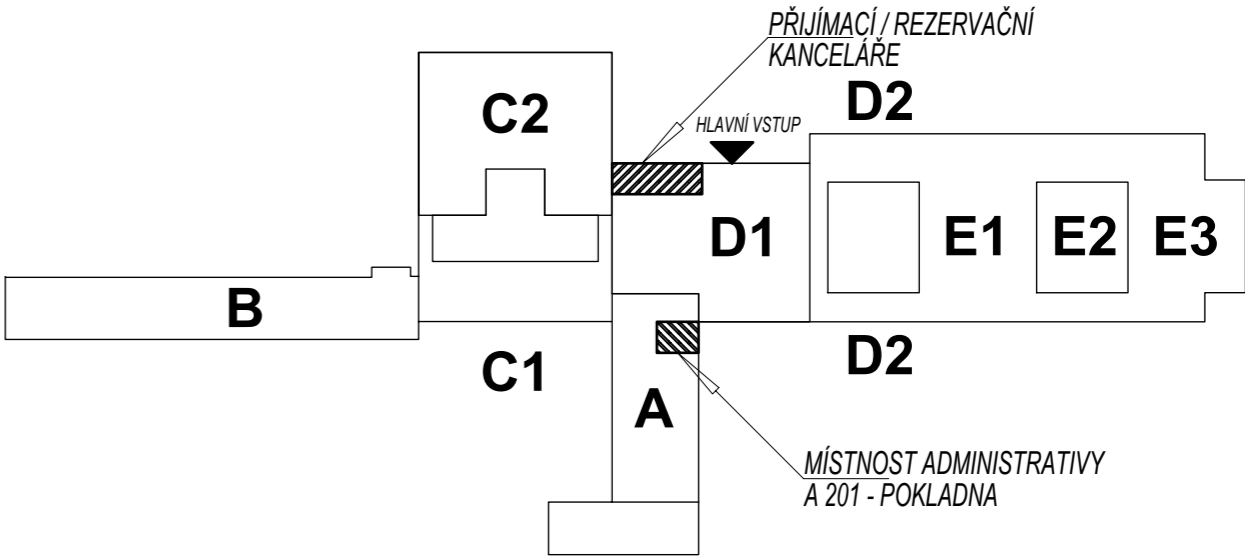 PŘIJÍMACÍ / REZERVAČNÍ
KANCELÁŘE
D2
C2
HLAVNÍ VSTUP
D1
E1
E2
E3
B
C1
D2
A
MÍSTNOST ADMINISTRATIVY
A 201 - POKLADNA